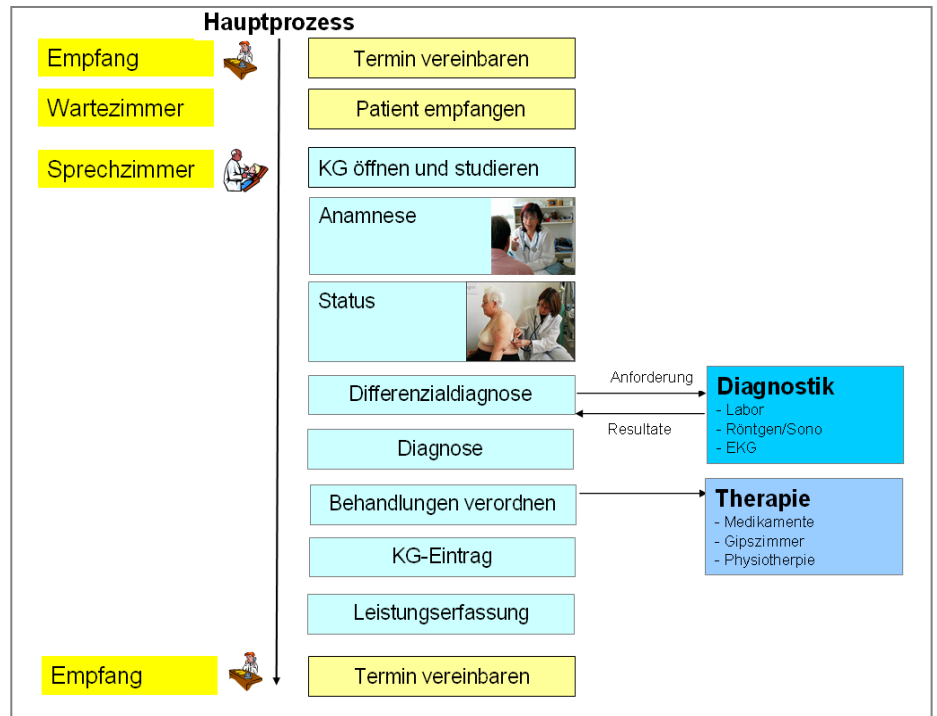 Hauptprozess
Empfang
Termin vereinbaren
Wartezimmer
Patient empfangen
Sprechzimmer
KG öffnen und studieren
Anamnese
Status
Differenzialdiagnose
Anforderung
Resultate
Diagnostik
- Labor
- Röntgen/Sono
- EKG
Diagnose
Behandlungen verordnen
Therapie
- Medikamente
- Gipszimmer
- Physiotherpie
KG-Eintrag
Leistungserfassung
Empfang
Termin vereinbaren